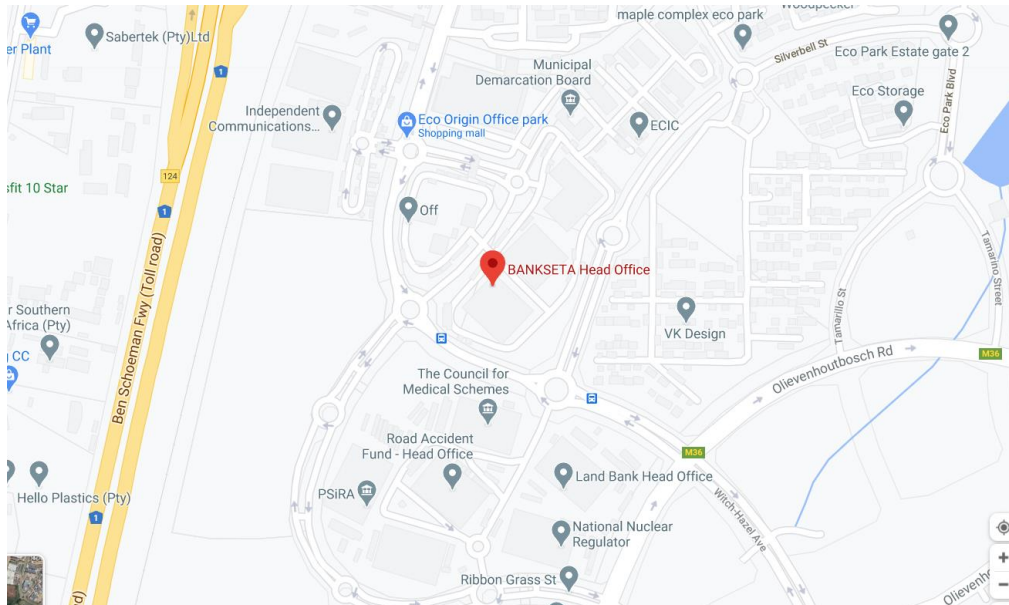 maple complex eco park
Woodpecker
Sabertek (Pty)Ltd
er Plant
Silverbell St
Eco Park Estate gate 2
1
Municipal
Demarcation Board
Eco Storage
Eco Park Blvd
Independent
Communications...
Eco Origin Office park
Shopping mall
ECIC
124
sfit 10 Star
1
Off
Tamarino Street
BANKSETA Head Office
Ben Schoeman Fwy (Toll road)
Tamarillo St
r Southern
Africa (Pty)
VK Design
g CC
Olievenhoutbosch Rd
M36
The Council for
Medical Schemes
Road Accident
Fund - Head Office
M36
Land Bank Head Office
PSiRA
Hello Plastics (Pty)
1
Witch-Hazel Ave
National Nuclear
Regulator
Ribbon Grass St
Olievenho
d)
+
−